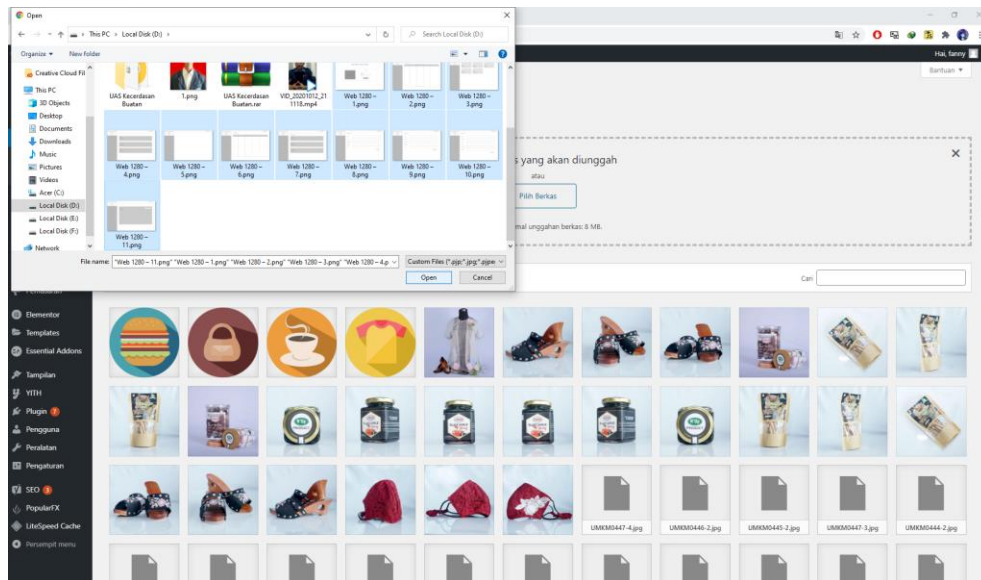 Open
This PC > Local Disk (D:) >
Search Local Disk (D:)
Organize
New folder
Creative Cloud Fil
This PC
3D Objects
Desktop
Documents
Downloads
Music
Pictures
Videos
Acer (C:)
Local Disk (D:)
Local Disk (E:)
Local Disk (F:)
Network
UAS Kecerdasan
Buatan
1.png
UAS Kecerdasan
Buatan.rar
VID_20201012_21
1118.mp4
Web 1280 –
1.png
Web 1280 –
2.png
Web 1280 –
3.png
Web 1280 –
4.png
Web 1280 –
5.png
Web 1280 –
6.png
Web 1280 –
7.png
Web 1280 –
8.png
Web 1280 –
9.png
Web 1280 –
10.png
Web 1280 –
11.png
File name: "Web 1280 – 11.png" "Web 1280 – 1.png" "Web 1280 – 2.png" "Web 1280 – 3.png" "Web 1280 – 4.p
Custom Files
Open
Cancel
Hai, fanny
Bantuan
yang akan diunggah
atau
Pilih Berkas
mal unggahan berkas: 8 MB.
Cari
Elementor
Templates
Essential Addons
Tampilan
YITH
Plugin 7
Pengguna
Peralatan
Pengaturan
SEO 3
PopularFX
LiteSpeed Cache
Persempit menu
UMKM0447-4.jpg
UMKM0446-2.jpg
UMKM0445-2.jpg
UMKM0447-3.jpg
UMKM0444-2.jpg